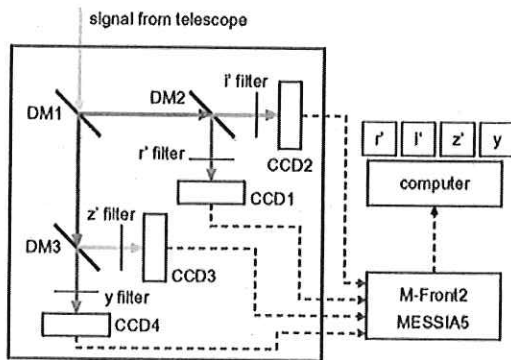 signal from telescope
DM1
DM2
i' filter
CCD2
r' filter
CCD1
r' i' z' y
computer
DM3
z' filter
CCD3
y filter
CCD4
M-Front2
MESSIA5